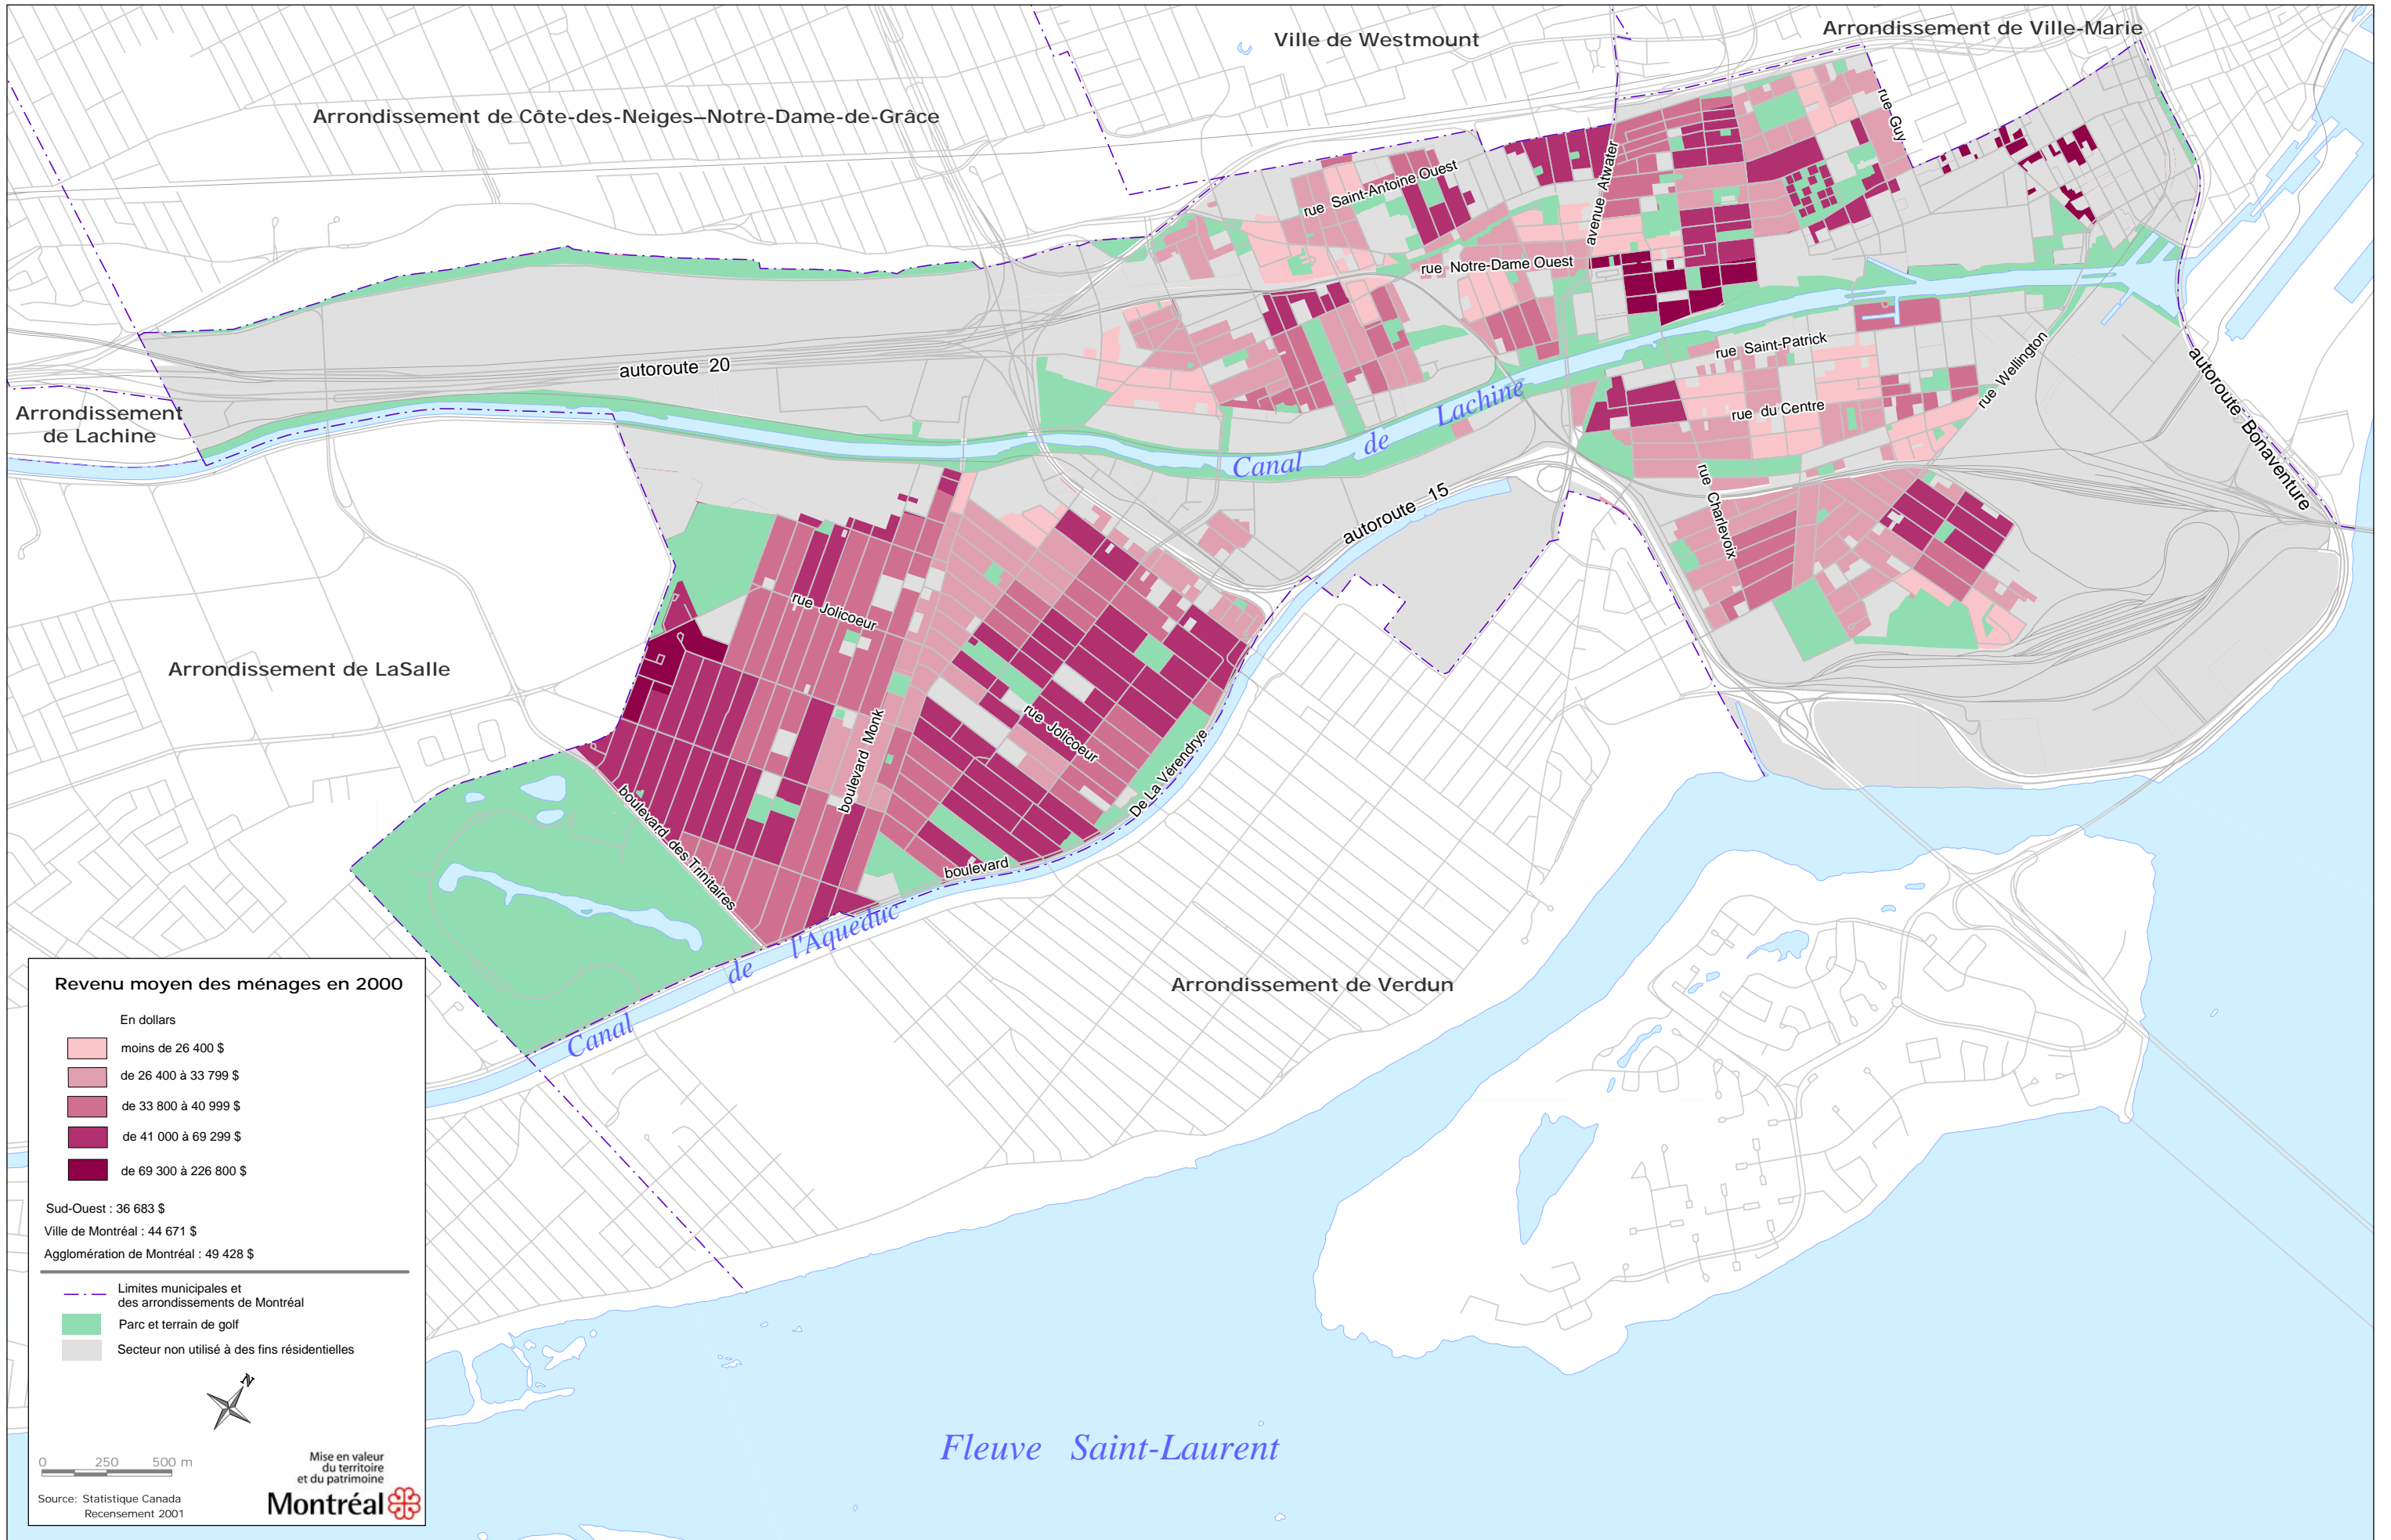 Ville de Westmount
Arrondissement de Ville-Marie
Arrondissement de Côte-des-Neiges–Notre-Dame-de-Grâce
rue Guy
avenue Atwater
rue Saint-Antoine Ouest
rue Notre-Dame Ouest
autoroute 20
rue Saint-Patrick
rue Wellington
autoroute Bonaventure
Arrondissement
de Lachine
Canal de Lachine
rue du Centre
rue Charlevoix
autoroute 15
rue Jolicoeur
Arrondissement de LaSalle
boulevard Monk
rue Jolicoeur
boulevard De La Vérendrye
boulevard des Trinitaires
Canal de l'Aqueduc
Arrondissement de Verdun
Fleuve Saint-Laurent
Revenu moyen des ménages en 2000
En dollars
moins de 26 400 $
de 26 400 à 33 799 $
de 33 800 à 40 999 $
de 41 000 à 69 299 $
de 69 300 à 226 800 $
Sud-Ouest : 36 683 $
Ville de Montréal : 44 671 $
Agglomération de Montréal : 49 428 $
Limites municipales et
des arrondissements de Montréal
Parc et terrain de golf
Secteur non utilisé à des fins résidentielles
N
0 250 500 m
Source: Statistique Canada
Recensement 2001
Mise en valeur
du territoire
et du patrimoine
Montréal